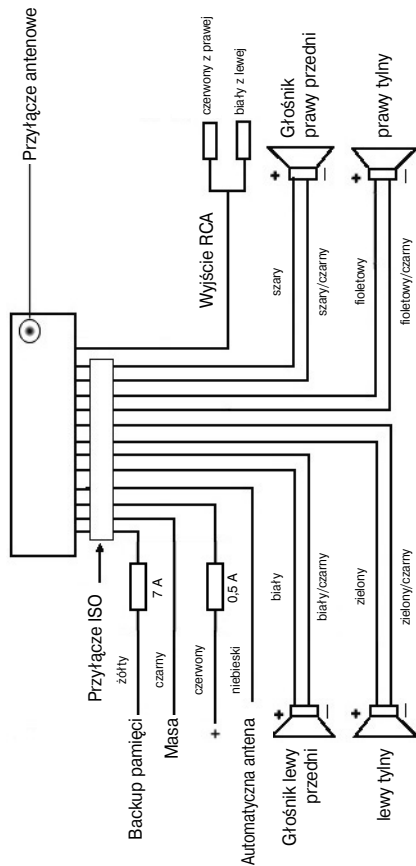 Przyłącze antenowe
czerwony z prawej
biały z lewej
Wyjście RCA
Głośnik
prawy przedni
+
–
szary
szary/czarny
prawy tylny
+
–
fioletowy
fioletowy/czarny
Przyłącze ISO
żółty
7 A
Backup pamięci
czarny
Masa
czerwony
0,5 A
+
niebieski
Automatyczna antena
biały
biały/czarny
+
–
Głośnik lewy
przedni
zielony
zielony/czarny
+
–
lewy tylny